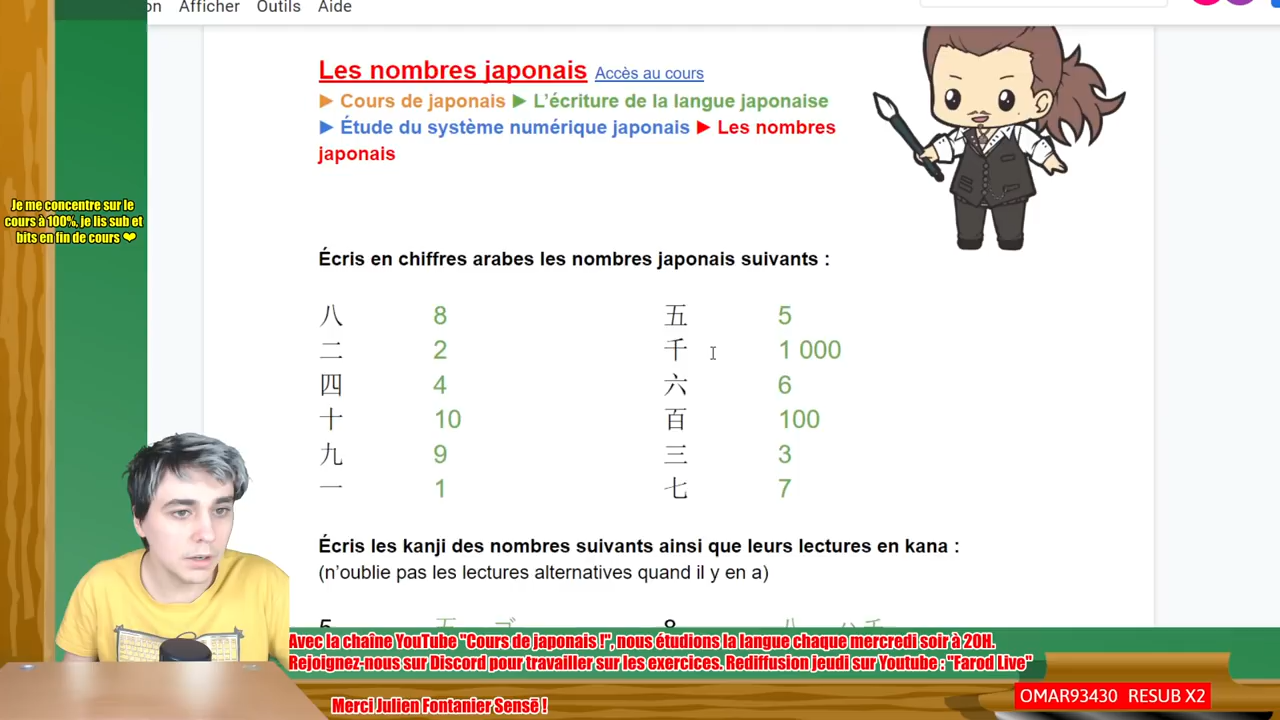 on Afficher Outils Aide
Les nombres japonais Accès au cours
► Cours de japonais ► L'écriture de la langue japonaise
► Étude du système numérique japonais ► Les nombres
japonais
Je me concentre sur le
cours à 100%, je lis sub et
bits en fin de cours ❤
Écris en chiffres arabes les nombres japonais suivants :
八 8 五 5
二 2 千 1 000
四 4 六 6
十 10 百 100
九 9 三 3
一 1 七 7
Écris les kanji des nombres suivants ainsi que leurs lectures en kana :
(n'oublie pas les lectures alternatives quand il y en a)
Avec la chaîne YouTube "Cours de japonais !", nous étudions la langue chaque mercredi soir à 20H.
Rejoignez-nous sur Discord pour travailler sur les exercices. Rediffusion jeudi sur Youtube : "Farod Live"
Merci Julien Fontanier Sensē !
OMAR93430 RESUB X2